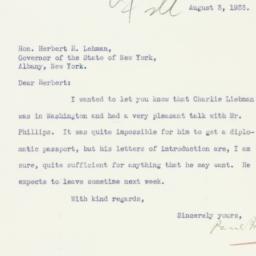 August 3, 1933.
Hon. Herbert H. Lehman,
Governor of the State of New York,
Albany, New York.
Dear Herbert:
I wanted to let you know that Charlie Liebman
was in Washington and had a very pleasant talk with Mr.
Phillips. It was quite impossible for him to get a diplo-
matic passport, but his letters of introduction are, I am
sure, quite sufficient for anything that he may want. He
expects to leave sometime next week.
With kind regards,
Sincerely yours,